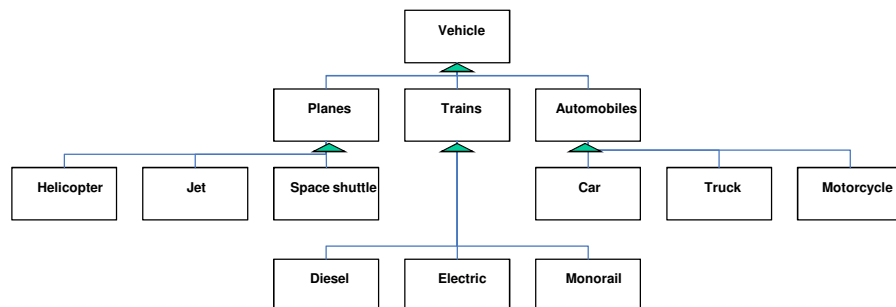 Vehicle
Planes Trains Automobiles
Helicopter Jet Space shuttle Car Truck Motorcycle
Diesel Electric Monorail